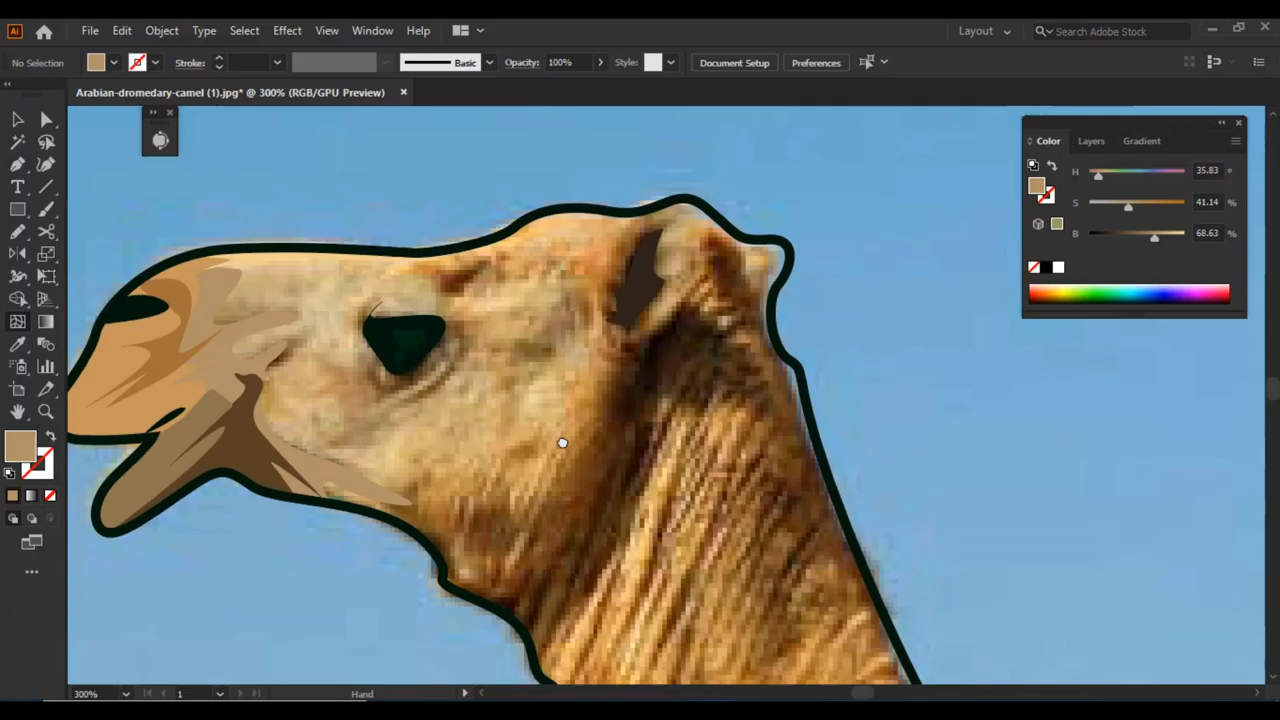 Ai File Edit Object Type Select Effect View Window Help Layout Search Adobe Stock
No Selection Stroke: Basic Opacity: 100% Style: Document Setup Preferences
Arabian-dromedary-camel (1).jpg* @ 300% (RGB/GPU Preview)
Color Layers Gradient
H 35.83 °
S 41.14 %
B 68.63 %
T
300% 1 Hand